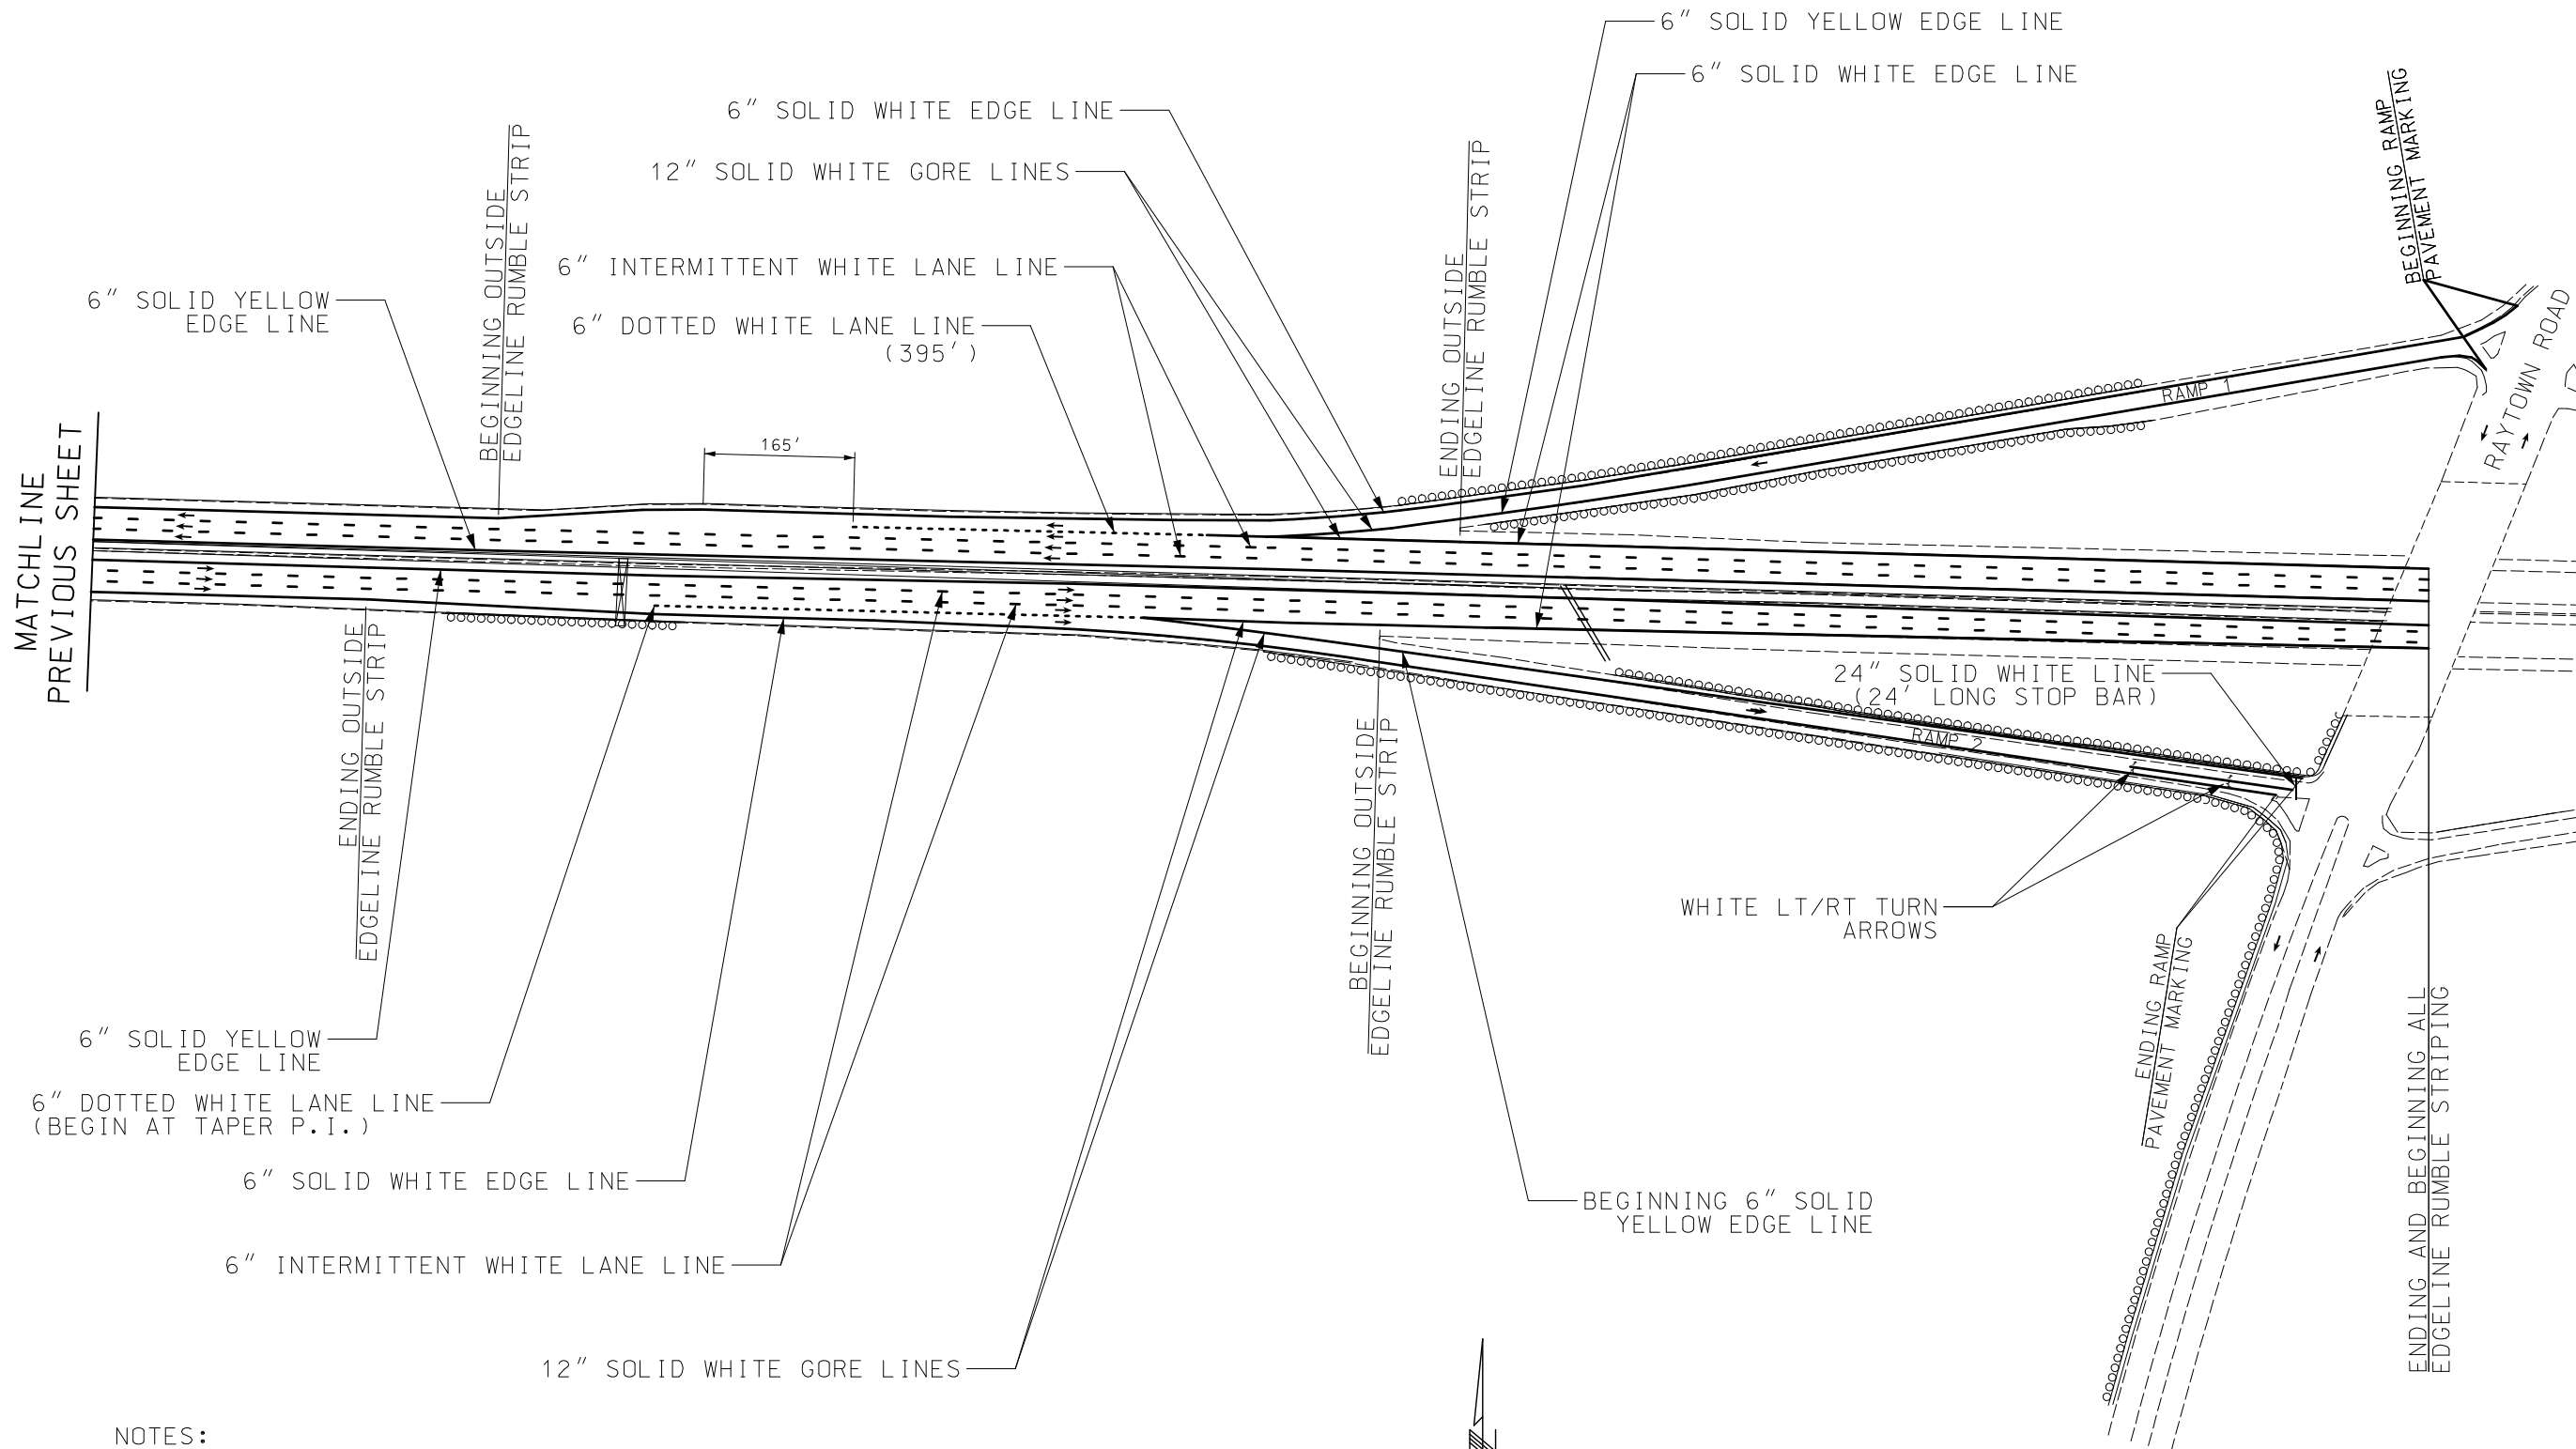 6" SOLID YELLOW EDGE LINE
6" SOLID WHITE EDGE LINE
6" SOLID WHITE EDGE LINE
12" SOLID WHITE GORE LINES
6" INTERMITTENT WHITE LANE LINE
6" DOTTED WHITE LANE LINE
(395')
6" SOLID YELLOW
EDGE LINE
BEGINNING OUTSIDE
EDGELINE RUMBLE STRIP
ENDING OUTSIDE
EDGELINE RUMBLE STRIP
BEGINNING RAMP
PAVEMENT MARKING
165'
RAMP 1
RAYTOWN ROAD
MATCHLINE
PREVIOUS SHEET
24" SOLID WHITE LINE
(24' LONG STOP BAR)
RAMP 2
ENDING OUTSIDE
EDGELINE RUMBLE STRIP
BEGINNING OUTSIDE
EDGELINE RUMBLE STRIP
WHITE LT/RT TURN
ARROWS
ENDING RAMP
PAVEMENT MARKING
ENDING AND BEGINNING ALL
EDGELINE RUMBLE STRIPING
6" SOLID YELLOW
EDGE LINE
6" DOTTED WHITE LANE LINE
(BEGIN AT TAPER P.I.)
6" SOLID WHITE EDGE LINE
BEGINNING 6" SOLID
YELLOW EDGE LINE
6" INTERMITTENT WHITE LANE LINE
12" SOLID WHITE GORE LINES
NOTES: